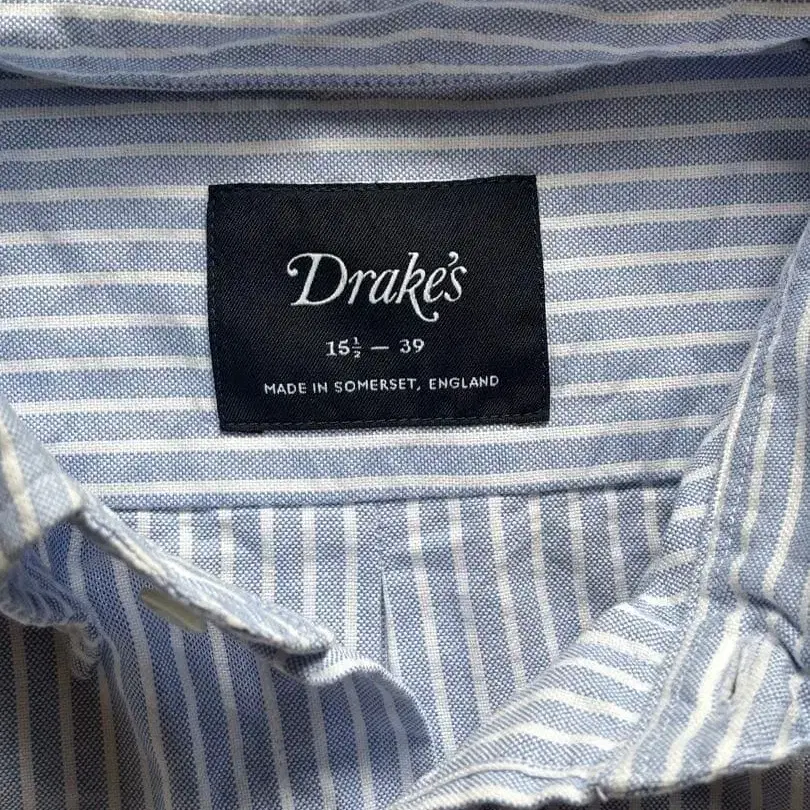 Drake's
15½ — 39
MADE IN SOMERSET, ENGLAND